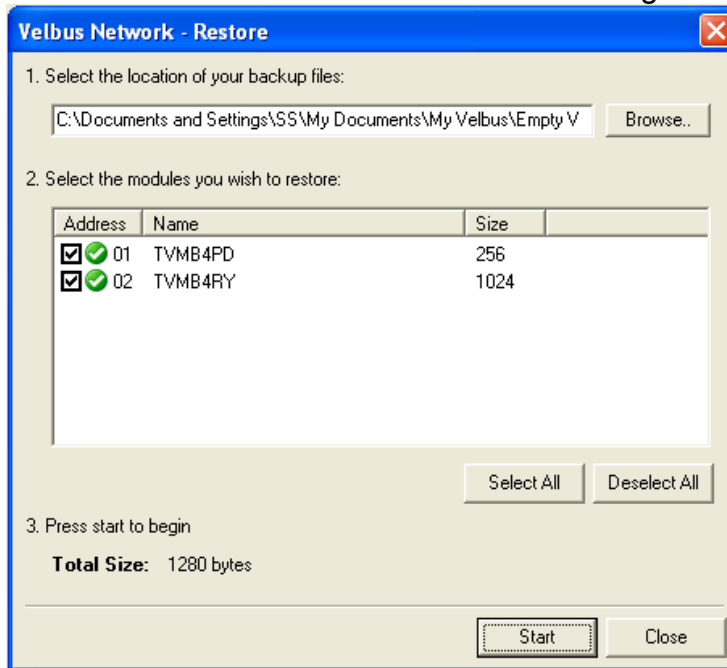 Velbus Network - Restore
1. Select the location of your backup files:
C:\Documents and Settings\SS\My Documents\My Velbus\Empty V Browse..
2. Select the modules you wish to restore:
Address Name Size
01 TVMB4PD 256
02 TVMB4RY 1024
Select All Deselect All
3. Press start to begin
Total Size: 1280 bytes
Start Close